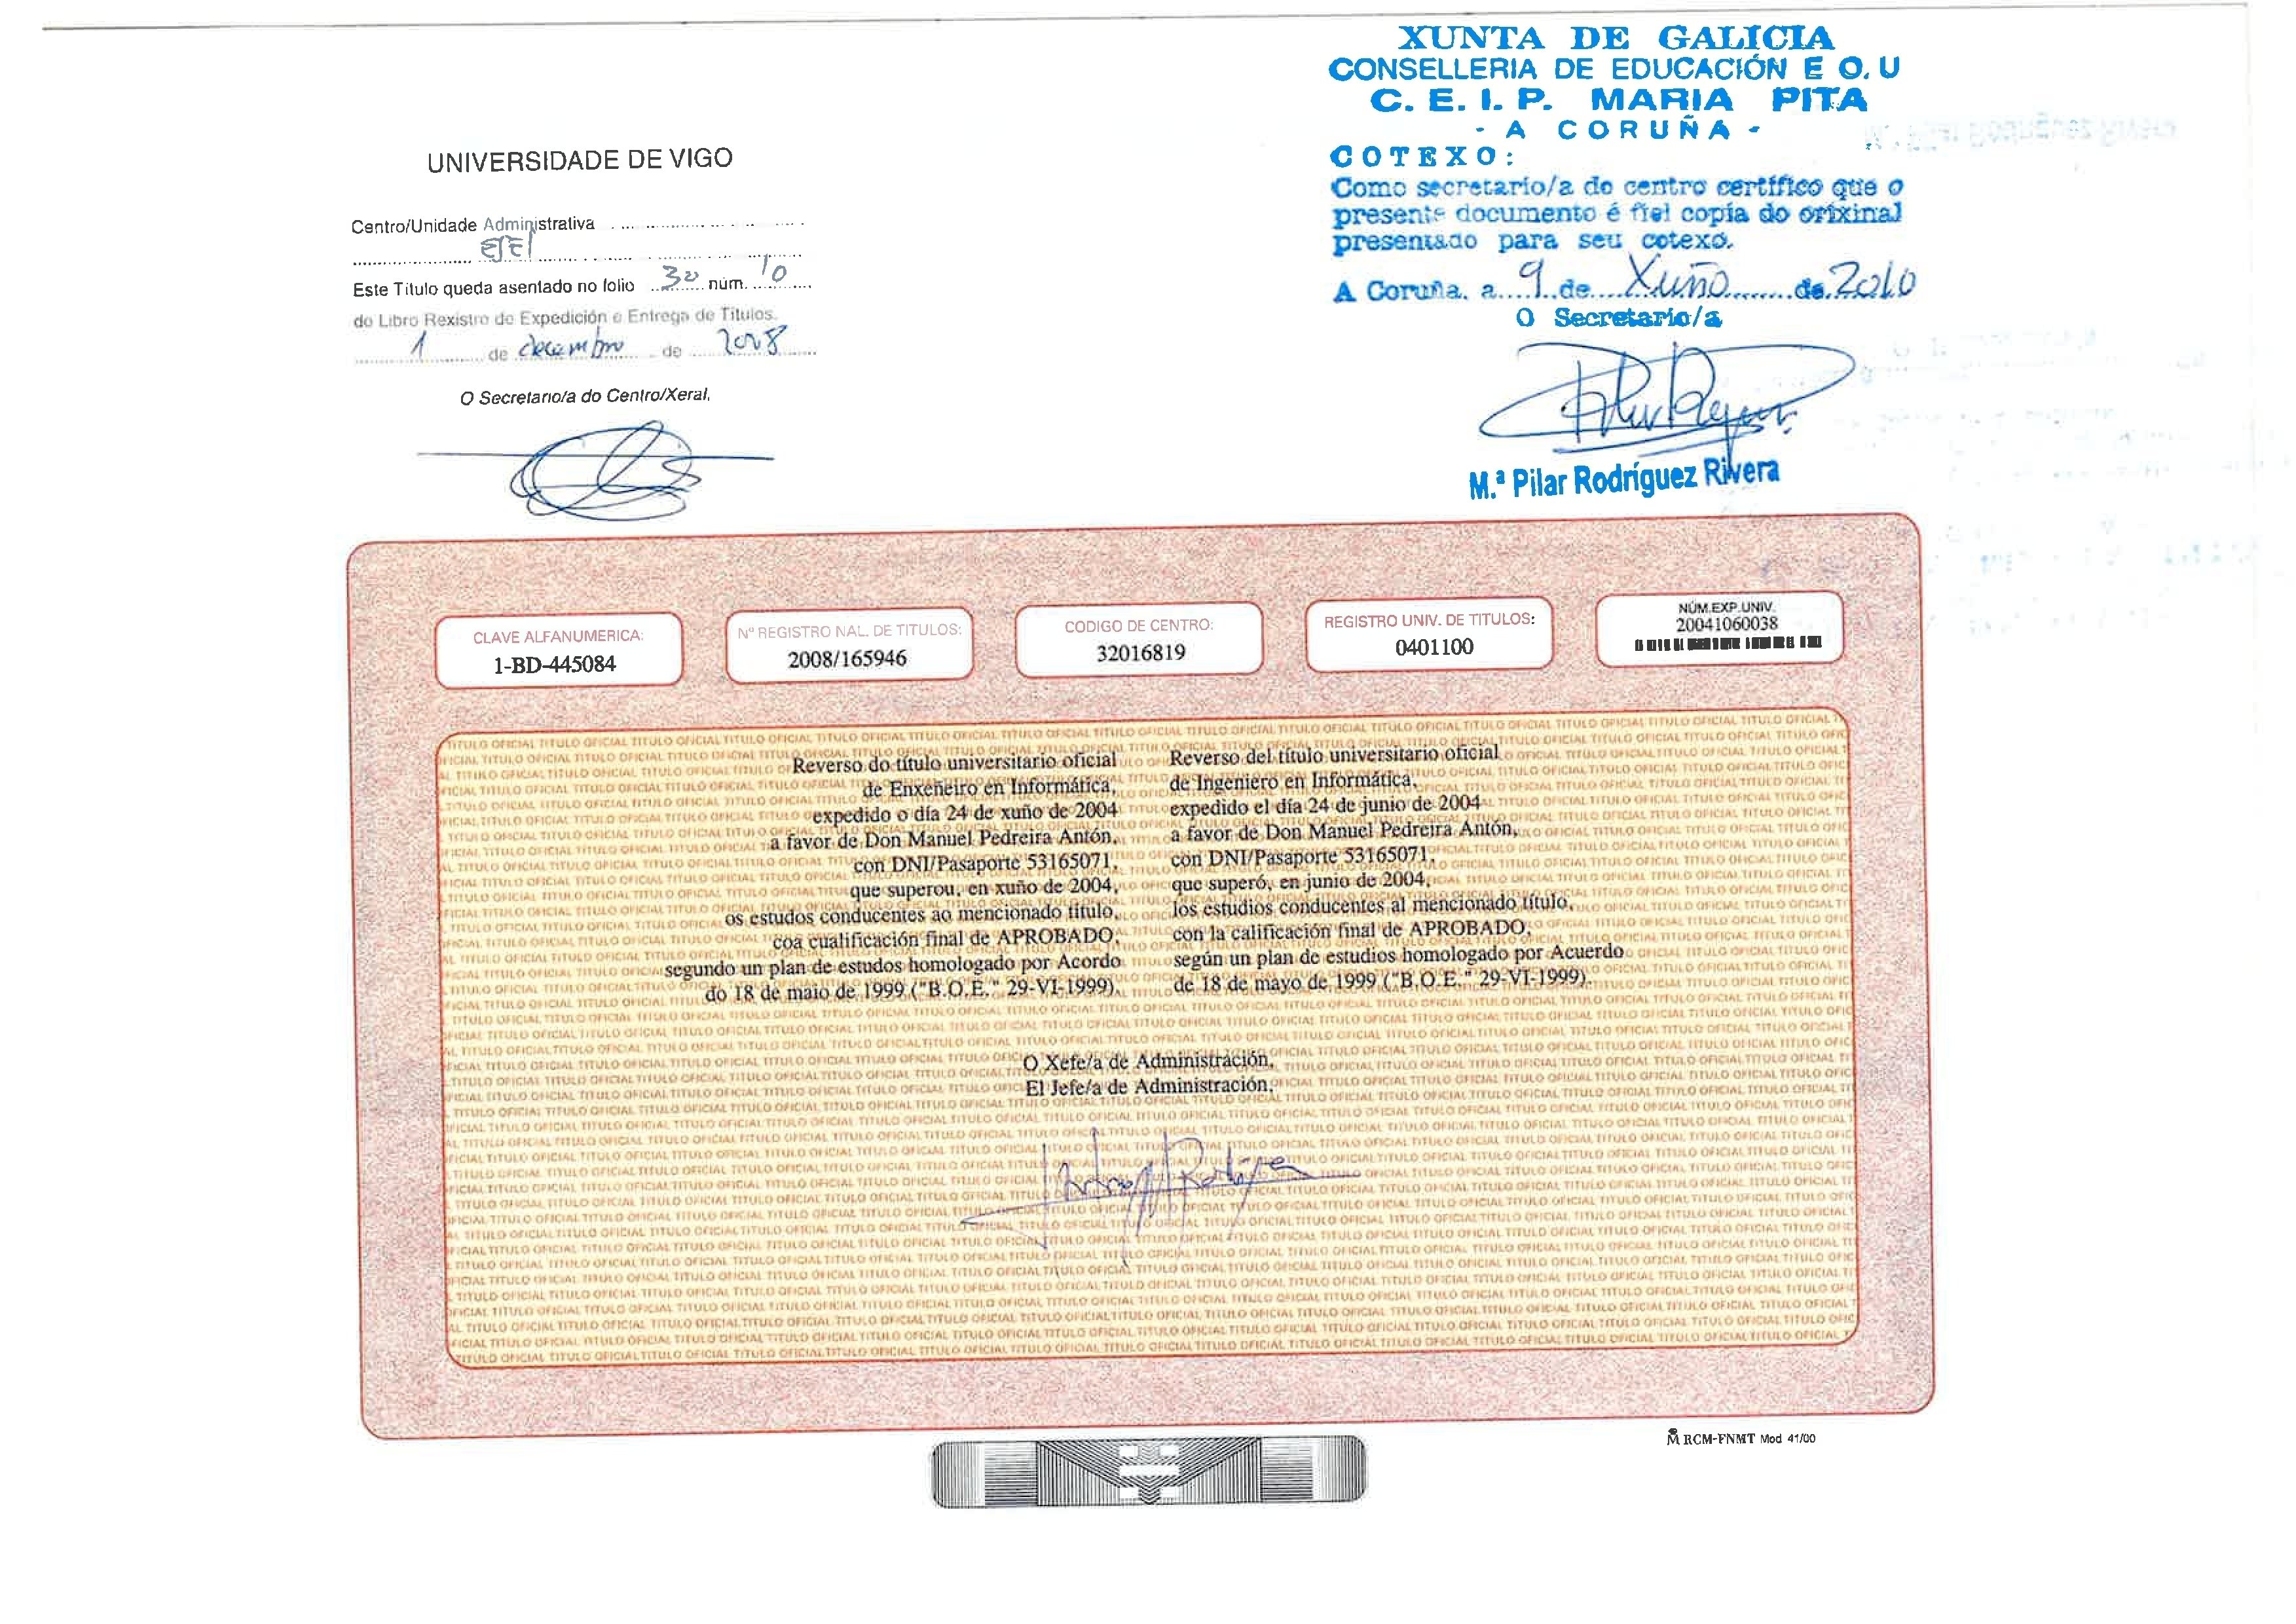 UNIVERSIDADE DE VIGO
Centro/Unidade Administrativa
Este Título queda asentado no folio 30 núm. 10
do Libro Rexistro de Expedición e Entrega de Títulos.
1 de decembro de 2008
O Secretario/a do Centro/Xeral,
XUNTA DE GALICIA
CONSELLERIA DE EDUCACIÓN E O. U
C. E. I. P. MARIA PITA
- A CORUÑA -
COTEXO:
Como secretario/a do centro certifico que o
presente documento é fiel copia do orixinal
presentado para seu cotexo.
A Coruña, a 9 de Xuño de 2010
O Secretario/a
M.ª Pilar Rodríguez Rivera
CLAVE ALFANUMERICA:
1-BD-445084
Nº REGISTRO NAL. DE TITULOS:
2008/165946
CODIGO DE CENTRO:
32016819
REGISTRO UNIV. DE TITULOS:
0401100
NÚM.EXP.UNIV.
20041060038
Reverso do título universitario oficial
de Enxeñeiro en Informática,
expedido o día 24 de xuño de 2004
a favor de Don Manuel Pedreira Antón,
con DNI/Pasaporte 53165071,
que superou, en xuño de 2004,
os estudos conducentes ao mencionado título,
coa cualificación final de APROBADO,
segundo un plan de estudos homologado por Acordo
do 18 de maio de 1999 ("B.O.E." 29-VI-1999).
Reverso del título universitario oficial
de Ingeniero en Informática,
expedido el día 24 de junio de 2004
a favor de Don Manuel Pedreira Antón,
con DNI/Pasaporte 53165071,
que superó, en junio de 2004,
los estudios conducentes al mencionado título,
con la calificación final de APROBADO,
según un plan de estudios homologado por Acuerdo
de 18 de mayo de 1999 ("B.O.E." 29-VI-1999).
O Xefe/a de Administración,
El Jefe/a de Administración,
RCM-FNMT Mod 41/00